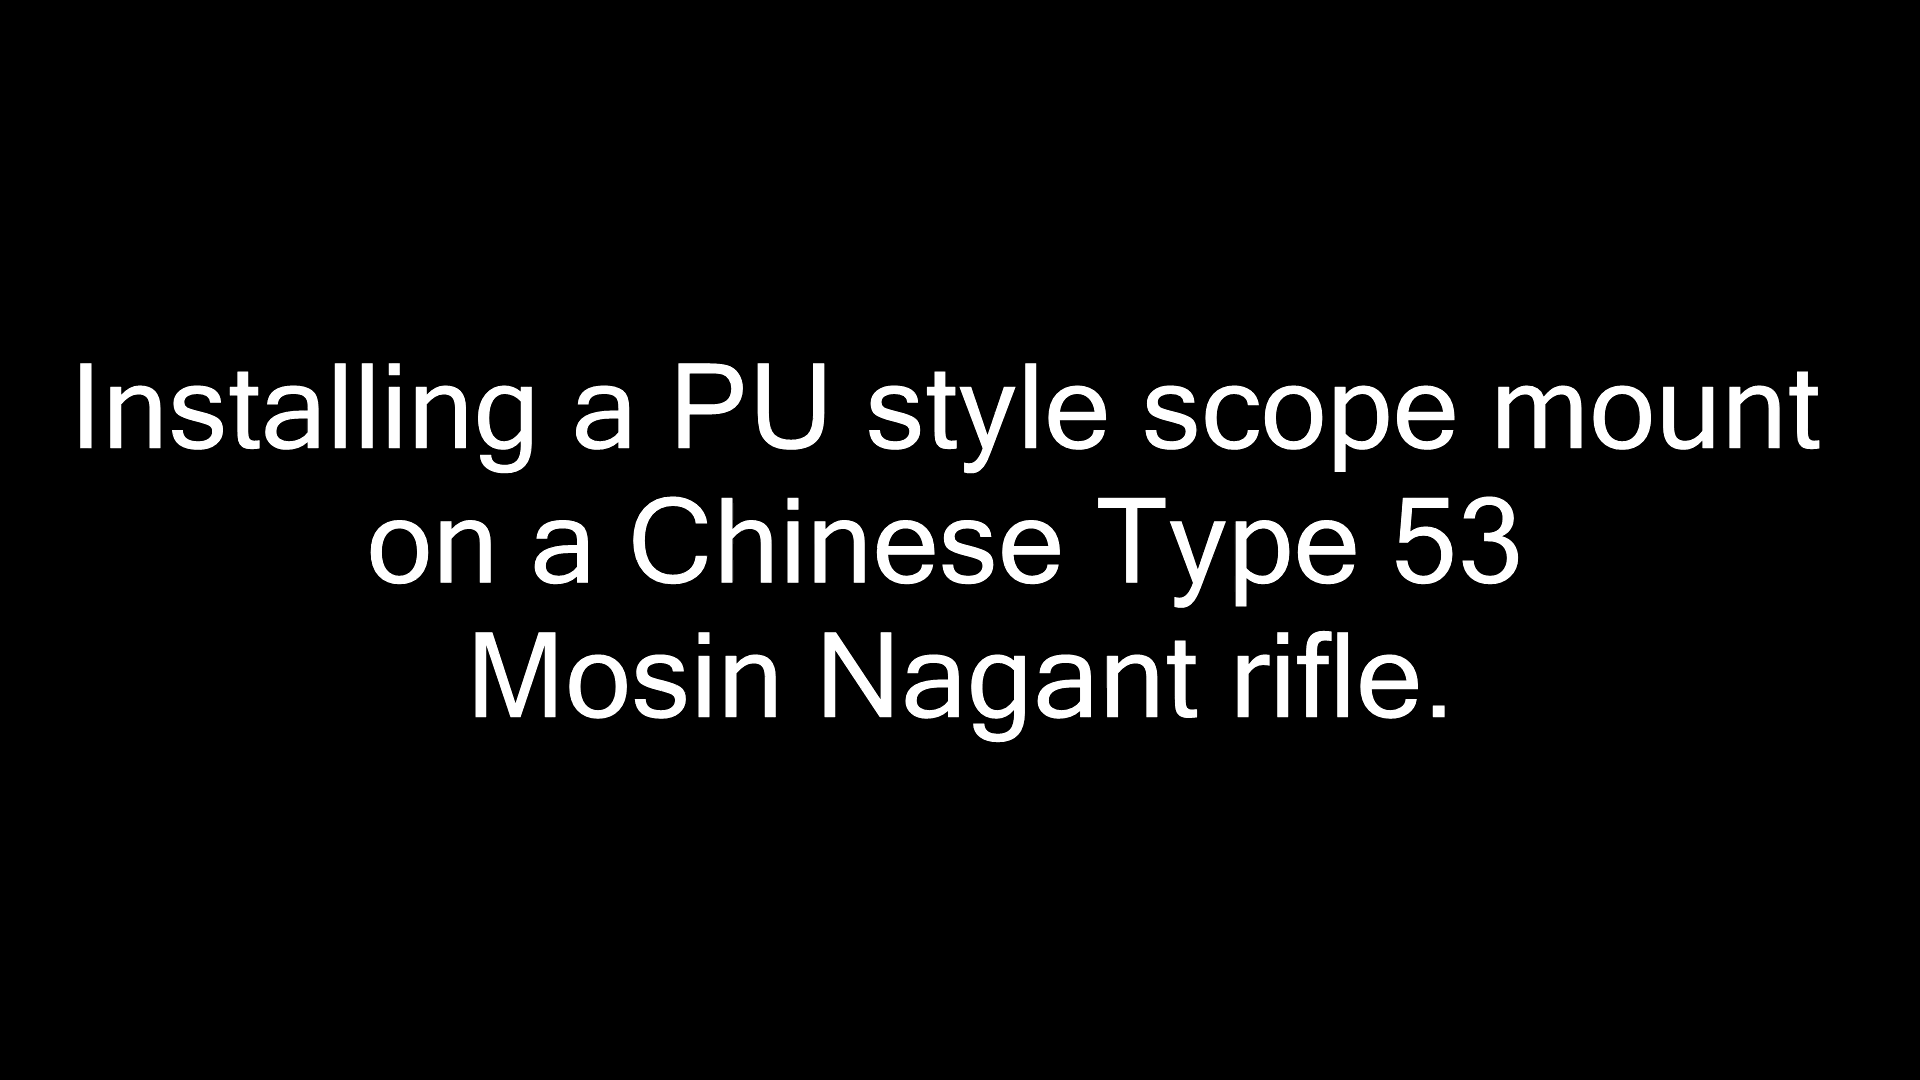 Installing a PU style scope mount
on a Chinese Type 53
Mosin Nagant rifle.